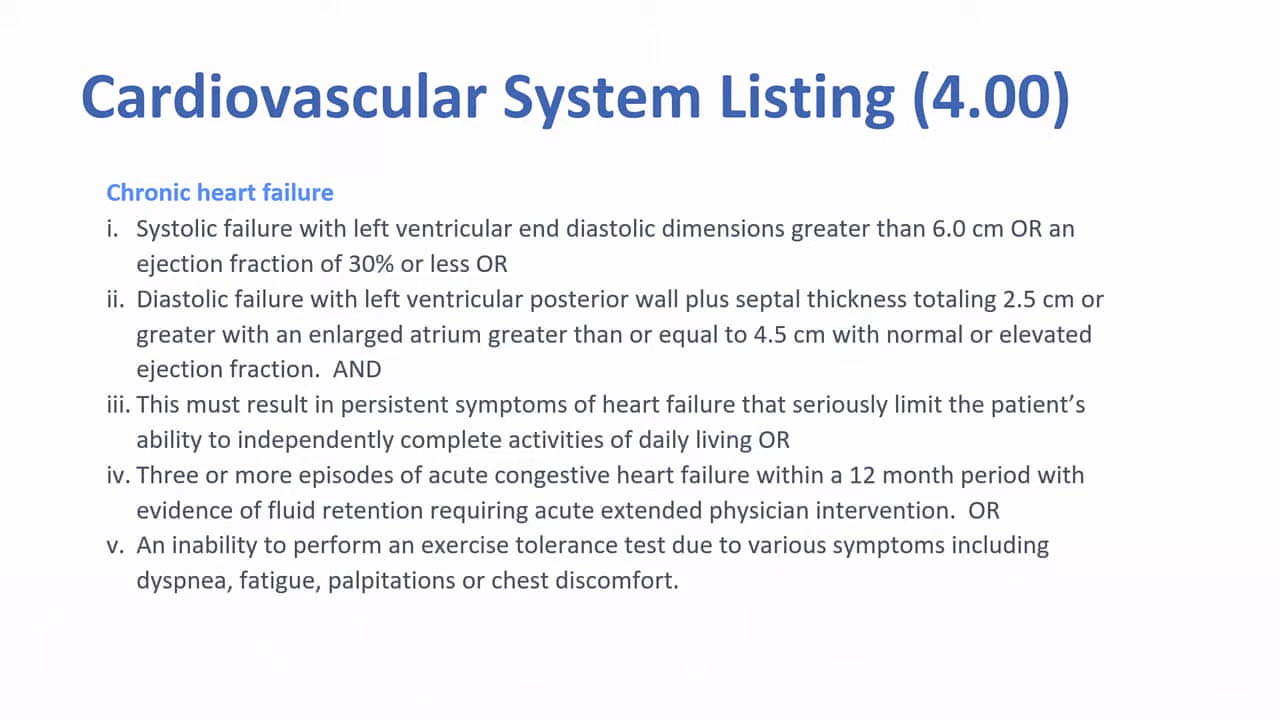 Cardiovascular System Listing (4.00)
Chronic heart failure
i. Systolic failure with left ventricular end diastolic dimensions greater than 6.0 cm OR an
ejection fraction of 30% or less OR
ii. Diastolic failure with left ventricular posterior wall plus septal thickness totaling 2.5 cm or
greater with an enlarged atrium greater than or equal to 4.5 cm with normal or elevated
ejection fraction.  AND
iii. This must result in persistent symptoms of heart failure that seriously limit the patient’s
ability to independently complete activities of daily living OR
iv. Three or more episodes of acute congestive heart failure within a 12 month period with
evidence of fluid retention requiring acute extended physician intervention.  OR
v. An inability to perform an exercise tolerance test due to various symptoms including
dyspnea, fatigue, palpitations or chest discomfort.